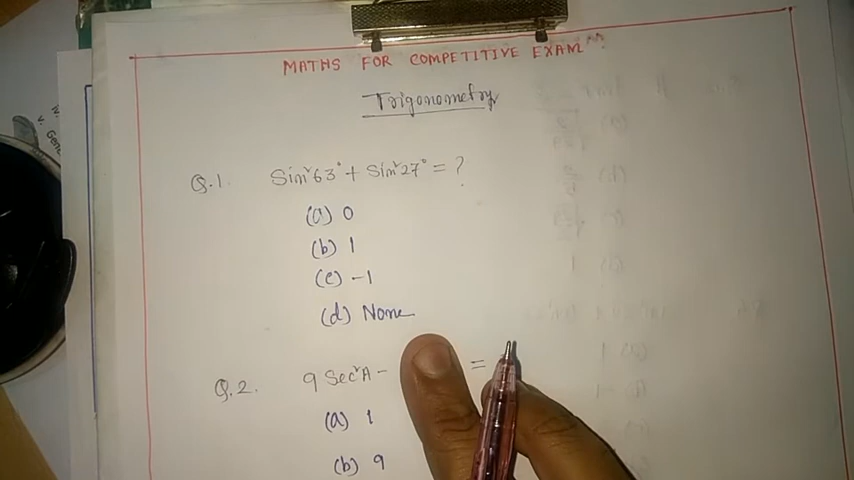 MATHS FOR COMPETITIVE EXAM
Trigonometry
Q.1. Sin²63° + Sin²27° = ?
(a) 0
(b) 1
(c) -1
(d) None
Q.2. 9 Sec²A - =
(a) 1
(b) 9